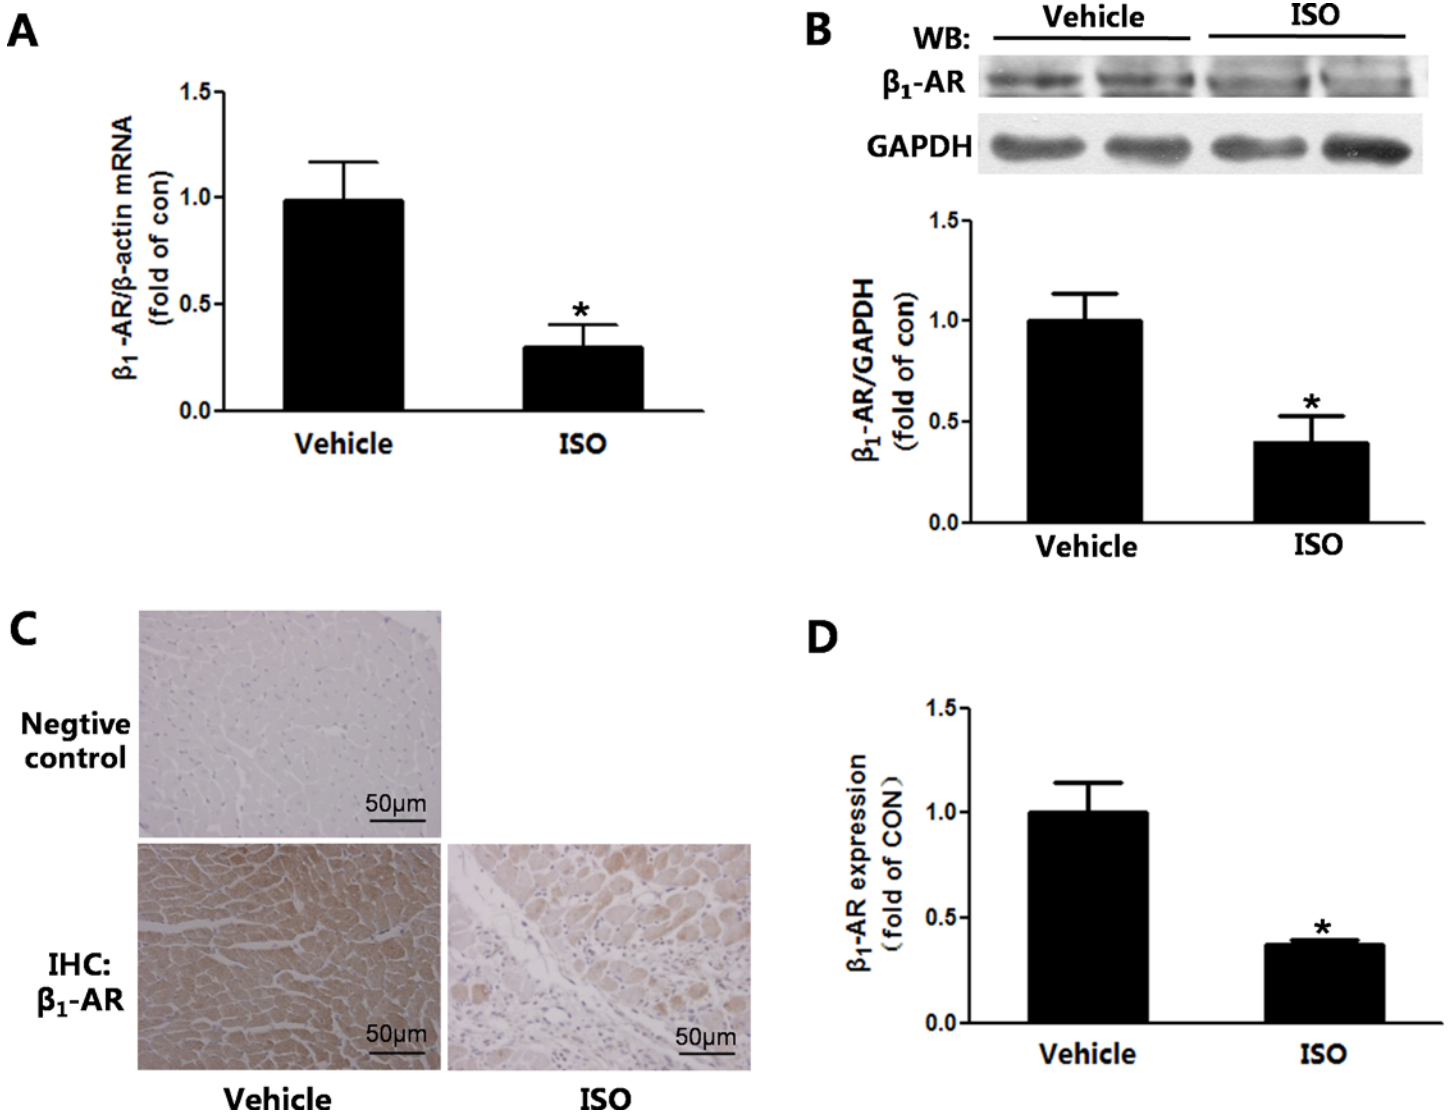 A
1.5
1.0
0.5
0.0
β1 -AR/β-actin mRNA
(fold of con)
*
Vehicle
ISO
B
Vehicle
ISO
WB:
β1-AR
GAPDH
1.5
1.0
0.5
0.0
β1-AR/GAPDH
(fold of con)
*
Vehicle
ISO
C
Negtive
control
50μm
IHC:
β1-AR
50μm
50μm
Vehicle
ISO
D
1.5
1.0
0.5
0.0
β1-AR expression
(fold of CON)
*
Vehicle
ISO